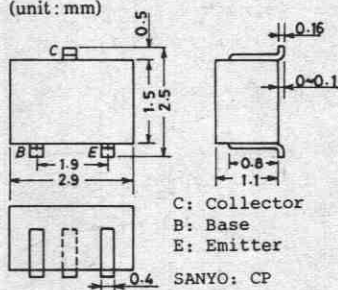 (unit: mm)
C
0.5
0.16
1.5
2.5
0~0.1
B
E
1.9
2.9
0.8
1.1
C: Collector
B: Base
E: Emitter
0.4
SANYO: CP